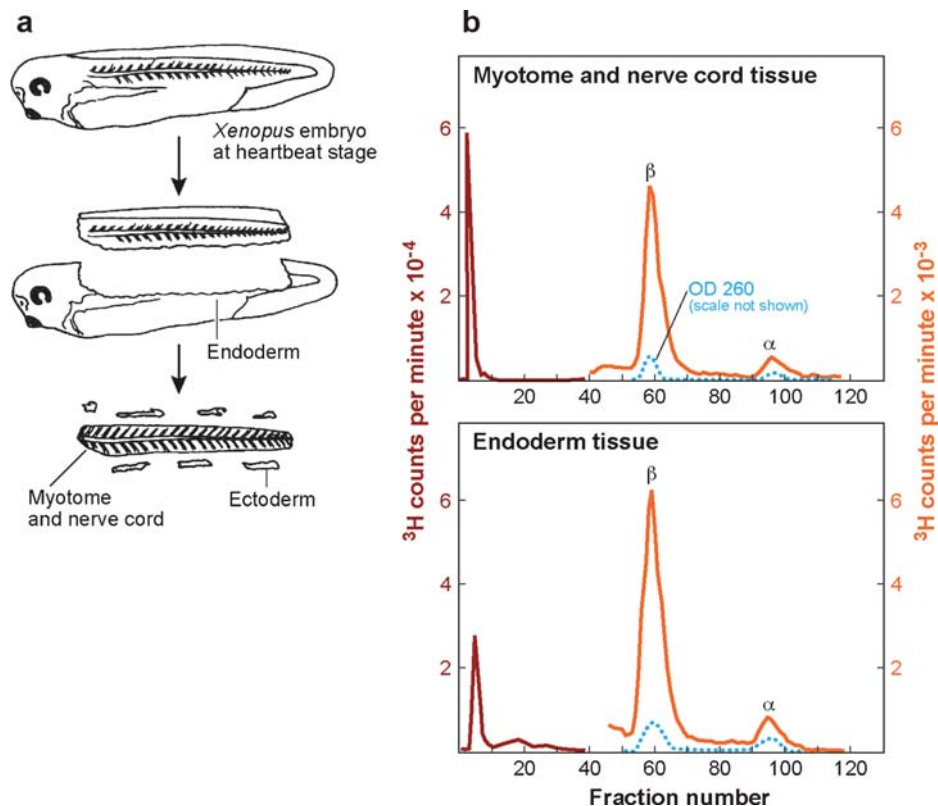 a
Xenopus embryo
at heartbeat stage
Endoderm
Myotome
and nerve cord
Ectoderm
b
Myotome and nerve cord tissue
6
4
2
6
4
2
β
OD 260
(scale not shown)
α
20 40 60 80 100 120
Endoderm tissue
6
4
2
6
4
2
β
α
20 40 60 80 100 120
Fraction number
³H counts per minute x 10⁻⁴
³H counts per minute x 10⁻³